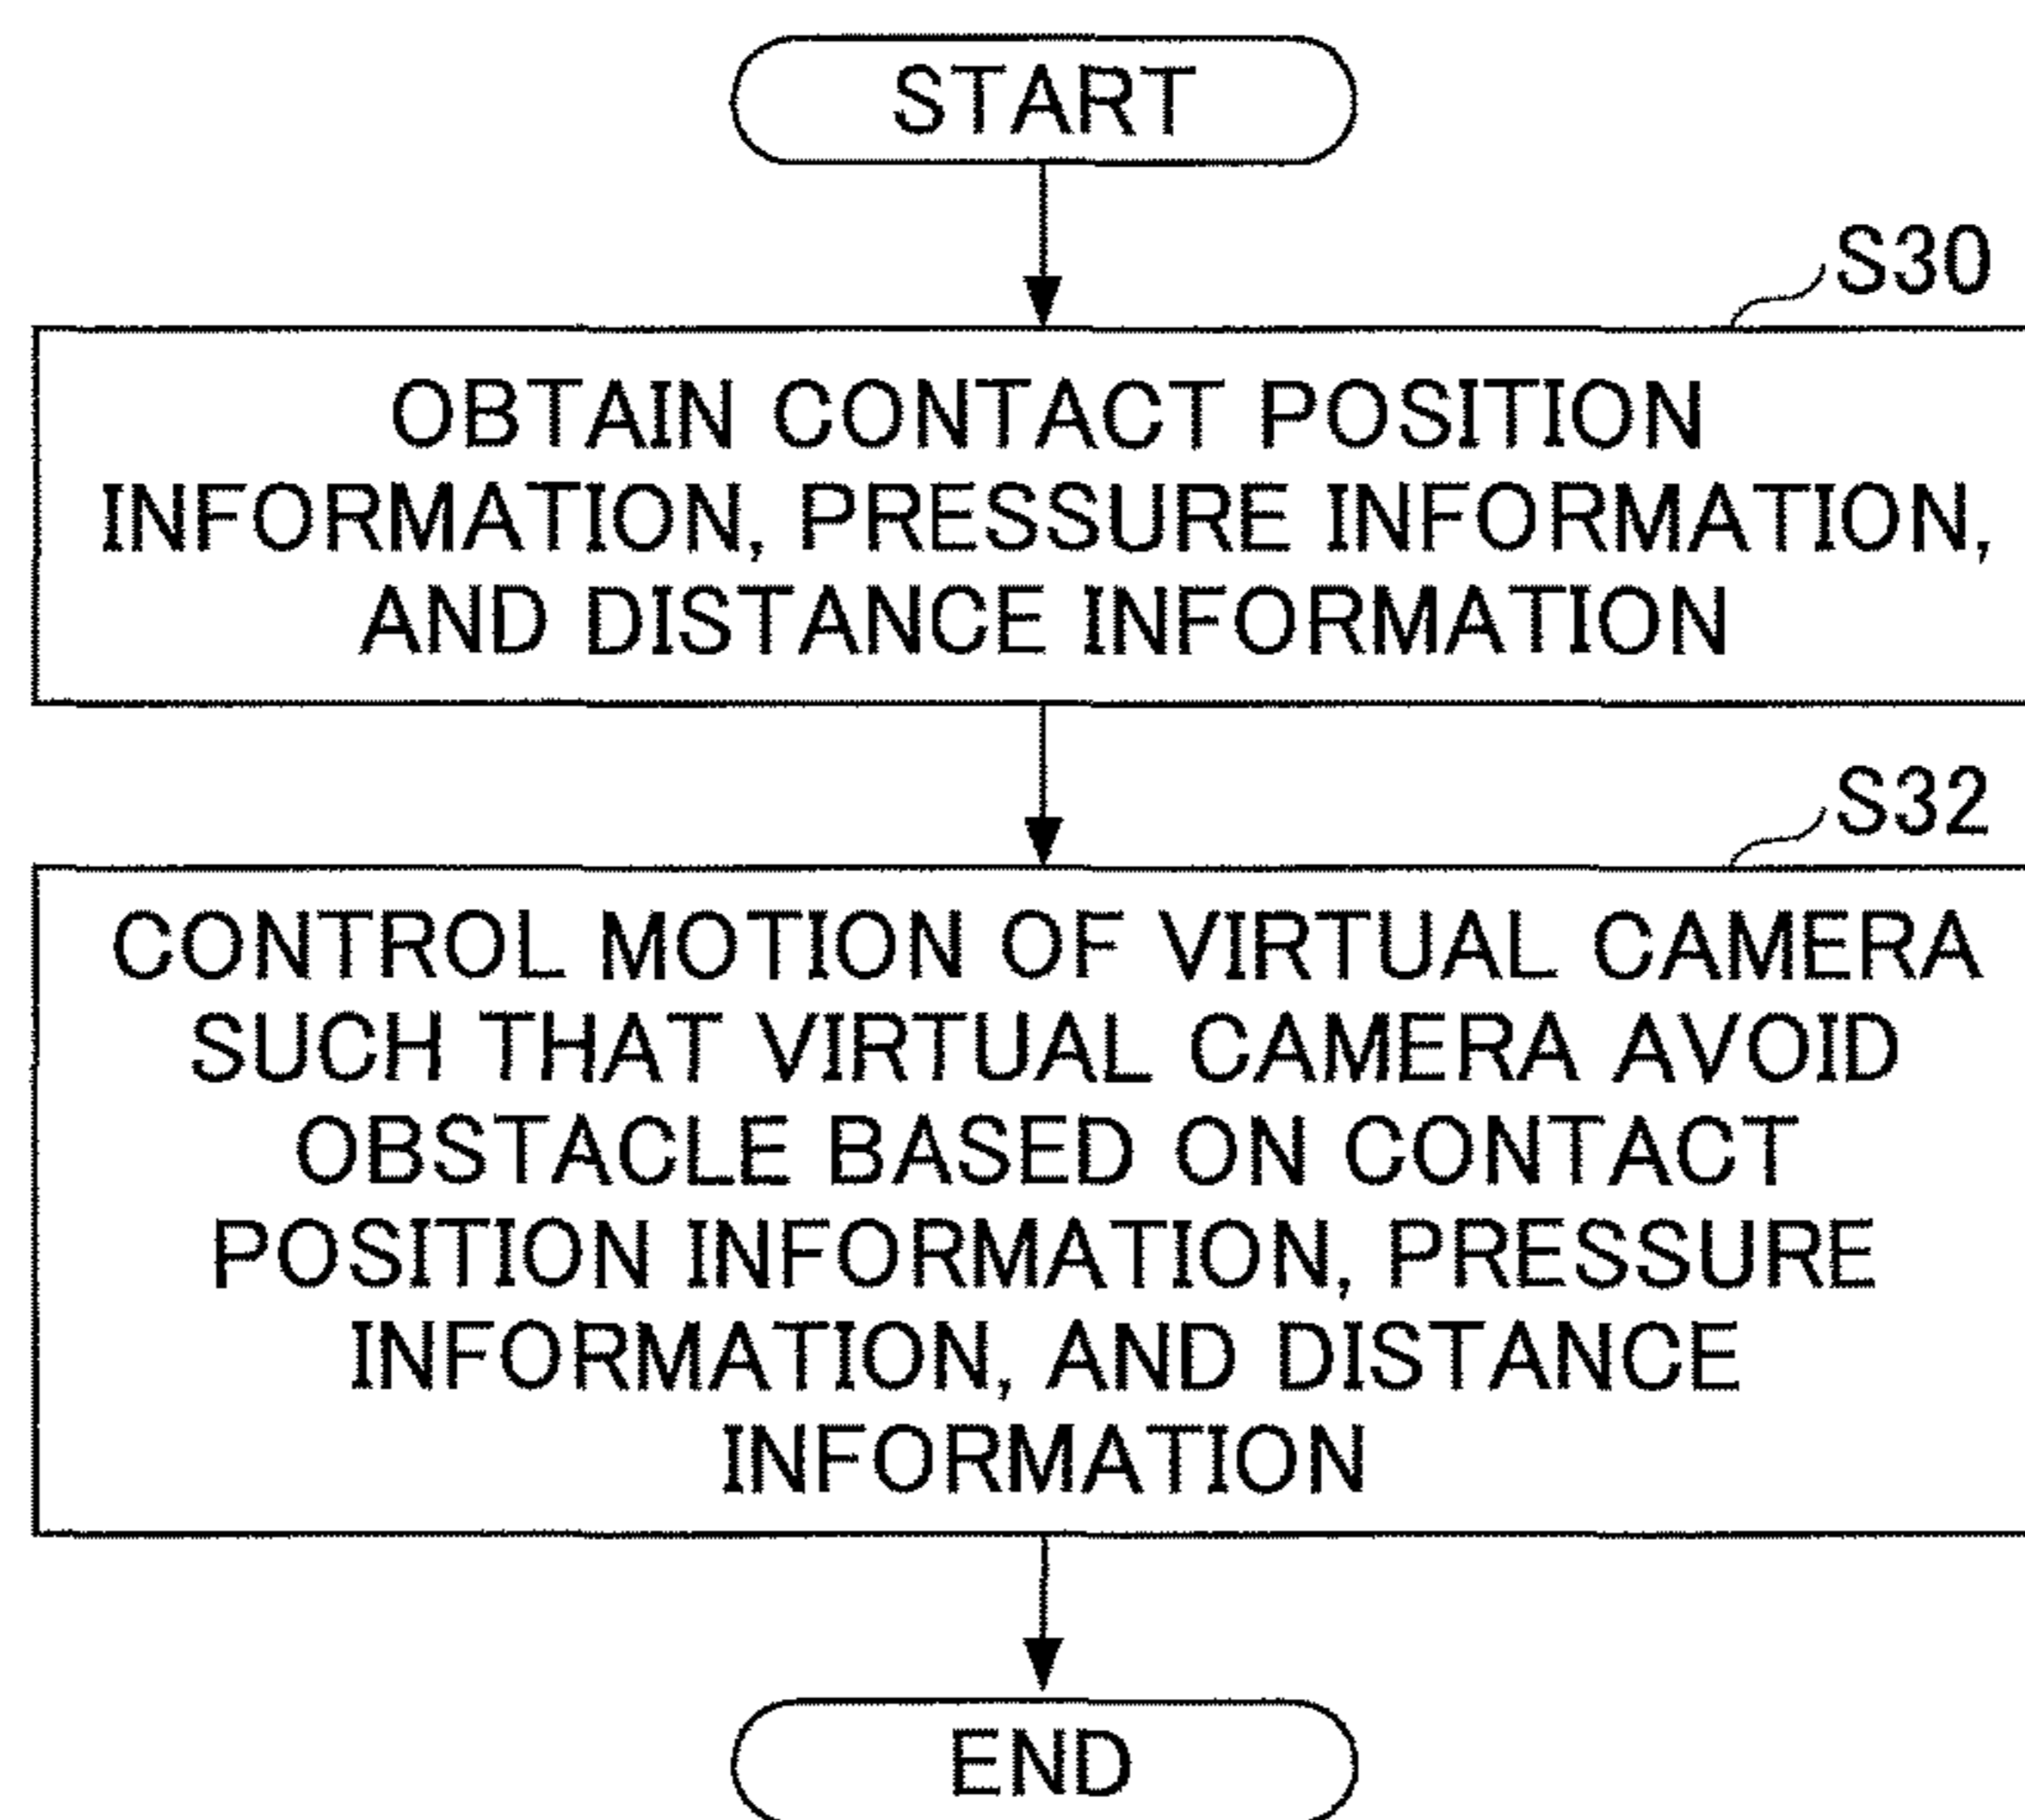 START
S30
OBTAIN CONTACT POSITION
INFORMATION, PRESSURE INFORMATION,
AND DISTANCE INFORMATION
S32
CONTROL MOTION OF VIRTUAL CAMERA
SUCH THAT VIRTUAL CAMERA AVOID
OBSTACLE BASED ON CONTACT
POSITION INFORMATION, PRESSURE
INFORMATION, AND DISTANCE
INFORMATION
END